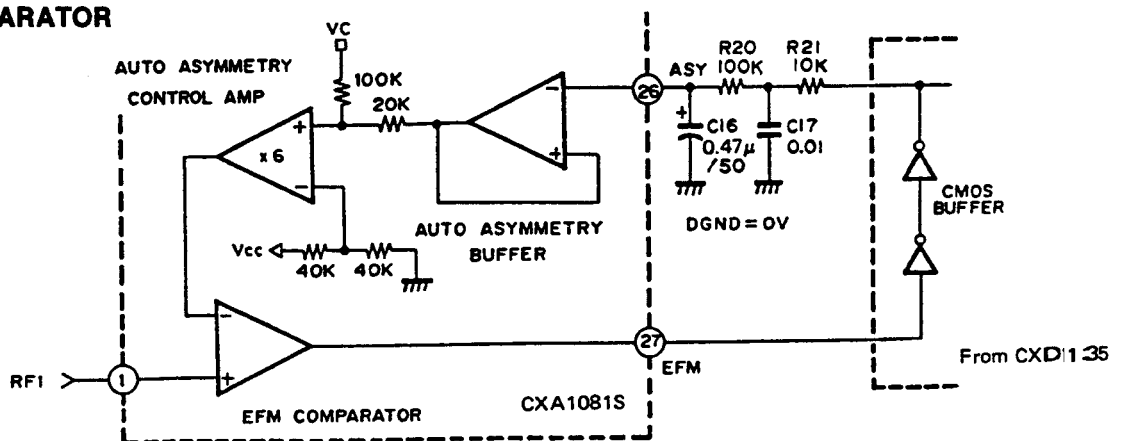 ARATOR
VC
AUTO ASYMMETRY
CONTROL AMP
100K
20K
+
x 6
−
−
+
26
ASY
R20
100K
R21
10K
+
C16
0.47µ
/50
C17
0.01
DGND=0V
CMOS
BUFFER
AUTO ASYMMETRY
BUFFER
Vcc
40K
40K
−
+
27
EFM
RF1
1
EFM COMPARATOR
CXA1081S
From CXD1135